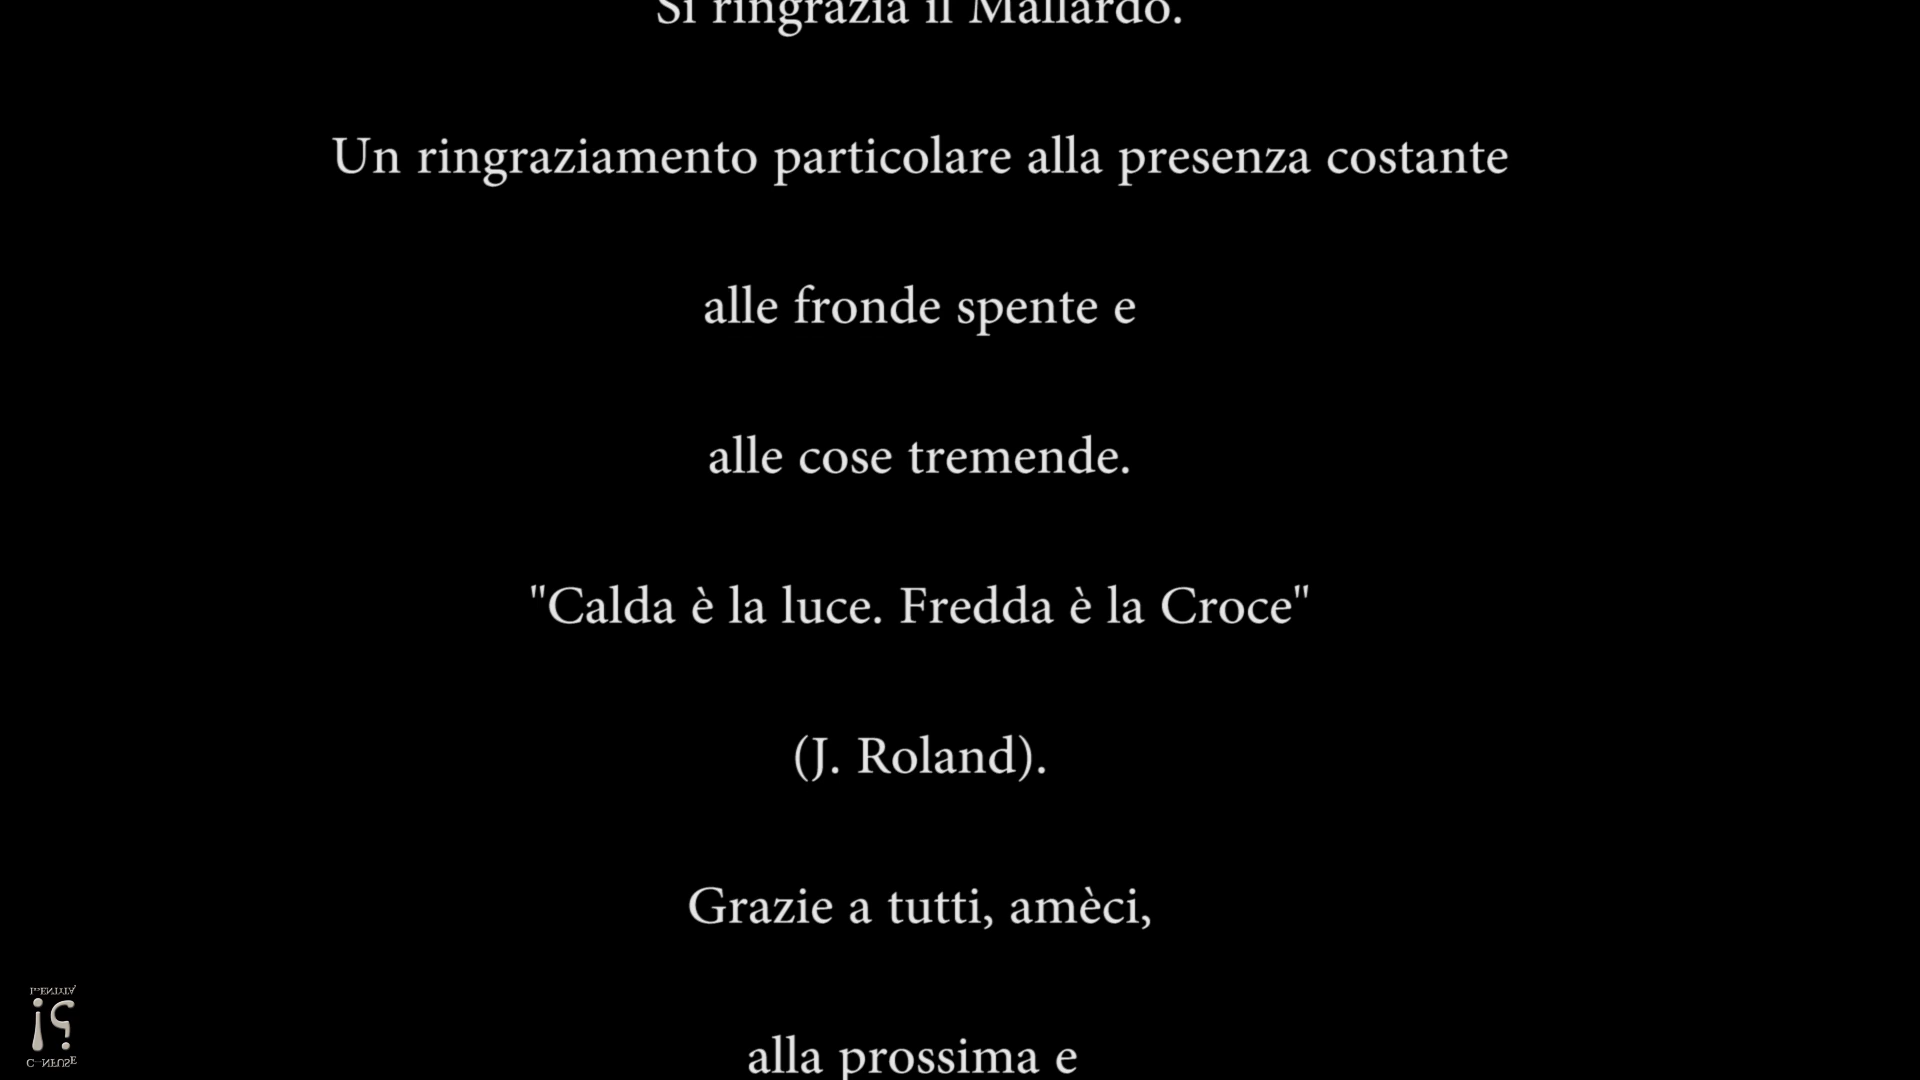 Si ringrazia il Mallardo.
Un ringraziamento particolare alla presenza costante
alle fronde spente e
alle cose tremende.
"Calda è la luce. Fredda è la Croce"
(J. Roland).
Grazie a tutti, amèci,
alla prossima e